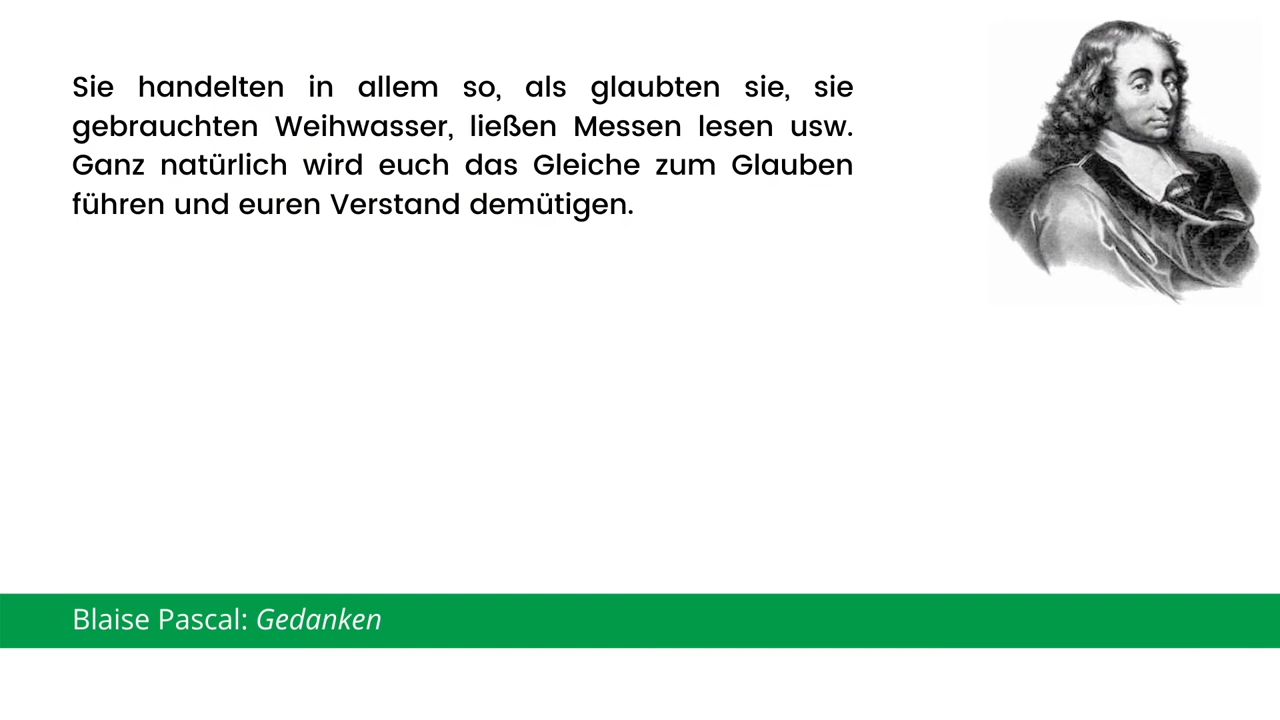 Sie handelten in allem so, als glaubten sie, sie
gebrauchten Weihwasser, ließen Messen lesen usw.
Ganz natürlich wird euch das Gleiche zum Glauben
führen und euren Verstand demütigen.
Blaise Pascal: Gedanken